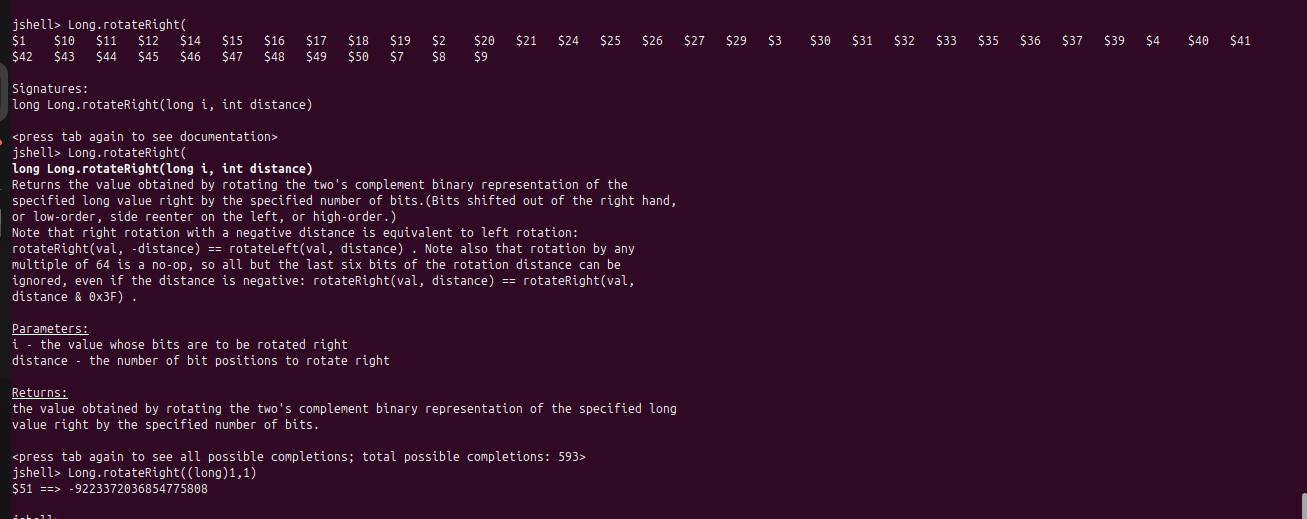 jshell> Long.rotateRight(
$1 $10 $11 $12 $14 $15 $16 $17 $18 $19 $2 $20 $21 $24 $25 $26 $27 $29 $3 $30 $31 $32 $33 $35 $36 $37 $39 $4 $40 $41
$42 $43 $44 $45 $46 $47 $48 $49 $50 $7 $8 $9
Signatures:
long Long.rotateRight(long i, int distance)
<press tab again to see documentation>
jshell> Long.rotateRight(
long Long.rotateRight(long i, int distance)
Returns the value obtained by rotating the two's complement binary representation of the
specified long value right by the specified number of bits.(Bits shifted out of the right hand,
or low-order, side reenter on the left, or high-order.)
Note that right rotation with a negative distance is equivalent to left rotation:
rotateRight(val, -distance) == rotateLeft(val, distance) . Note also that rotation by any
multiple of 64 is a no-op, so all but the last six bits of the rotation distance can be
ignored, even if the distance is negative: rotateRight(val, distance) == rotateRight(val,
distance & 0x3F) .
Parameters:
i - the value whose bits are to be rotated right
distance - the number of bit positions to rotate right
Returns:
the value obtained by rotating the two's complement binary representation of the specified long
value right by the specified number of bits.
<press tab again to see all possible completions; total possible completions: 593>
jshell> Long.rotateRight((long)1,1)
$51 ==> -9223372036854775808